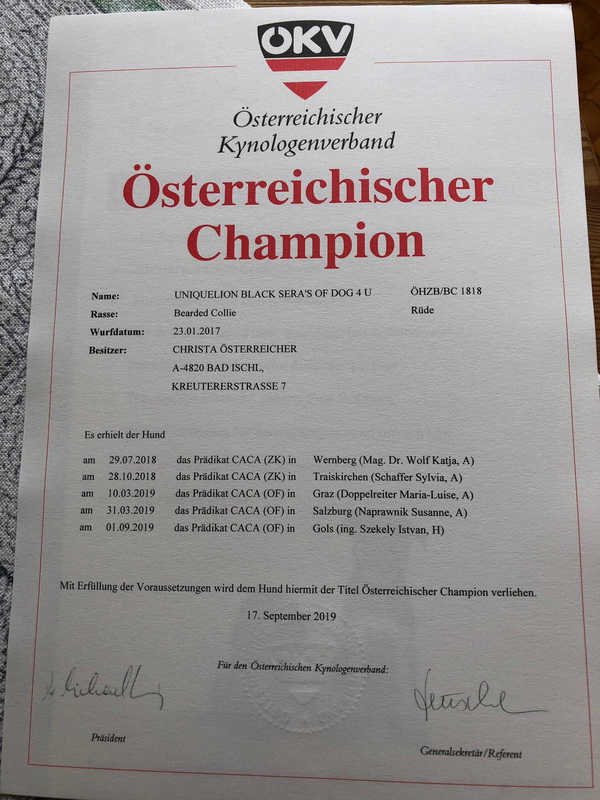 ÖKV
Österreichischer
Kynologenverband
Österreichischer
Champion
Name: UNIQUELION BLACK SERA'S OF DOG 4 U ÖHZB/BC 1818
Rasse: Bearded Collie Rüde
Wurfdatum: 23.01.2017
Besitzer: CHRISTA ÖSTERREICHER
A-4820 BAD ISCHL,
KREUTERERSTRASSE 7
Es erhielt der Hund
am 29.07.2018 das Prädikat CACA (ZK) in Wernberg (Mag. Dr. Wolf Katja, A)
am 28.10.2018 das Prädikat CACA (ZK) in Traiskirchen (Schaffer Sylvia, A)
am 10.03.2019 das Prädikat CACA (OF) in Graz (Doppelreiter Maria-Luise, A)
am 31.03.2019 das Prädikat CACA (OF) in Salzburg (Naprawnik Susanne, A)
am 01.09.2019 das Prädikat CACA (OF) in Gols (ing. Szekely Istvan, H)
Mit Erfüllung der Voraussetzungen wird dem Hund hiermit der Titel Österreichischer Champion verliehen.
17. September 2019
Für den Österreichischen Kynologenverband:
Präsident
Generalsekretär/Referent